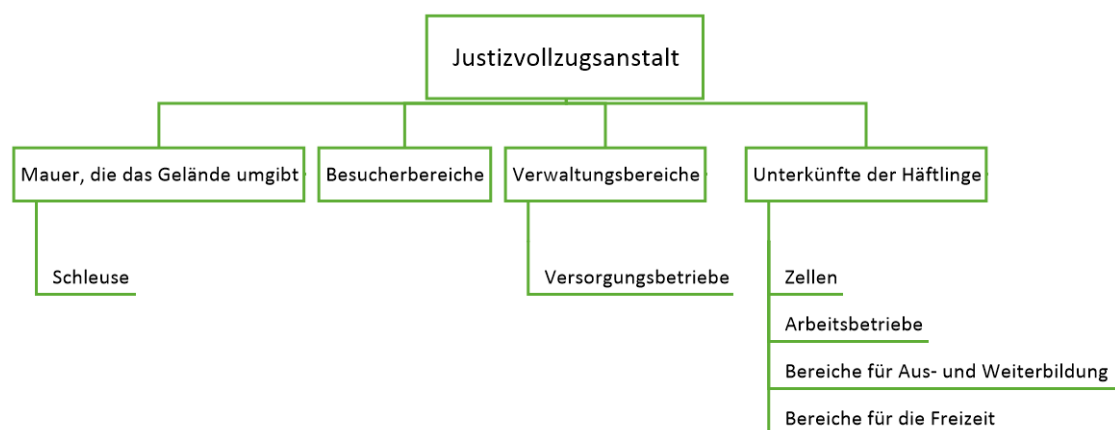 Justizvollzugsanstalt
Mauer, die das Gelände umgibt
Besucherbereiche
Verwaltungsbereiche
Unterkünfte der Häftlinge
Schleuse
Versorgungsbetriebe
Zellen
Arbeitsbetriebe
Bereiche für Aus- und Weiterbildung
Bereiche für die Freizeit